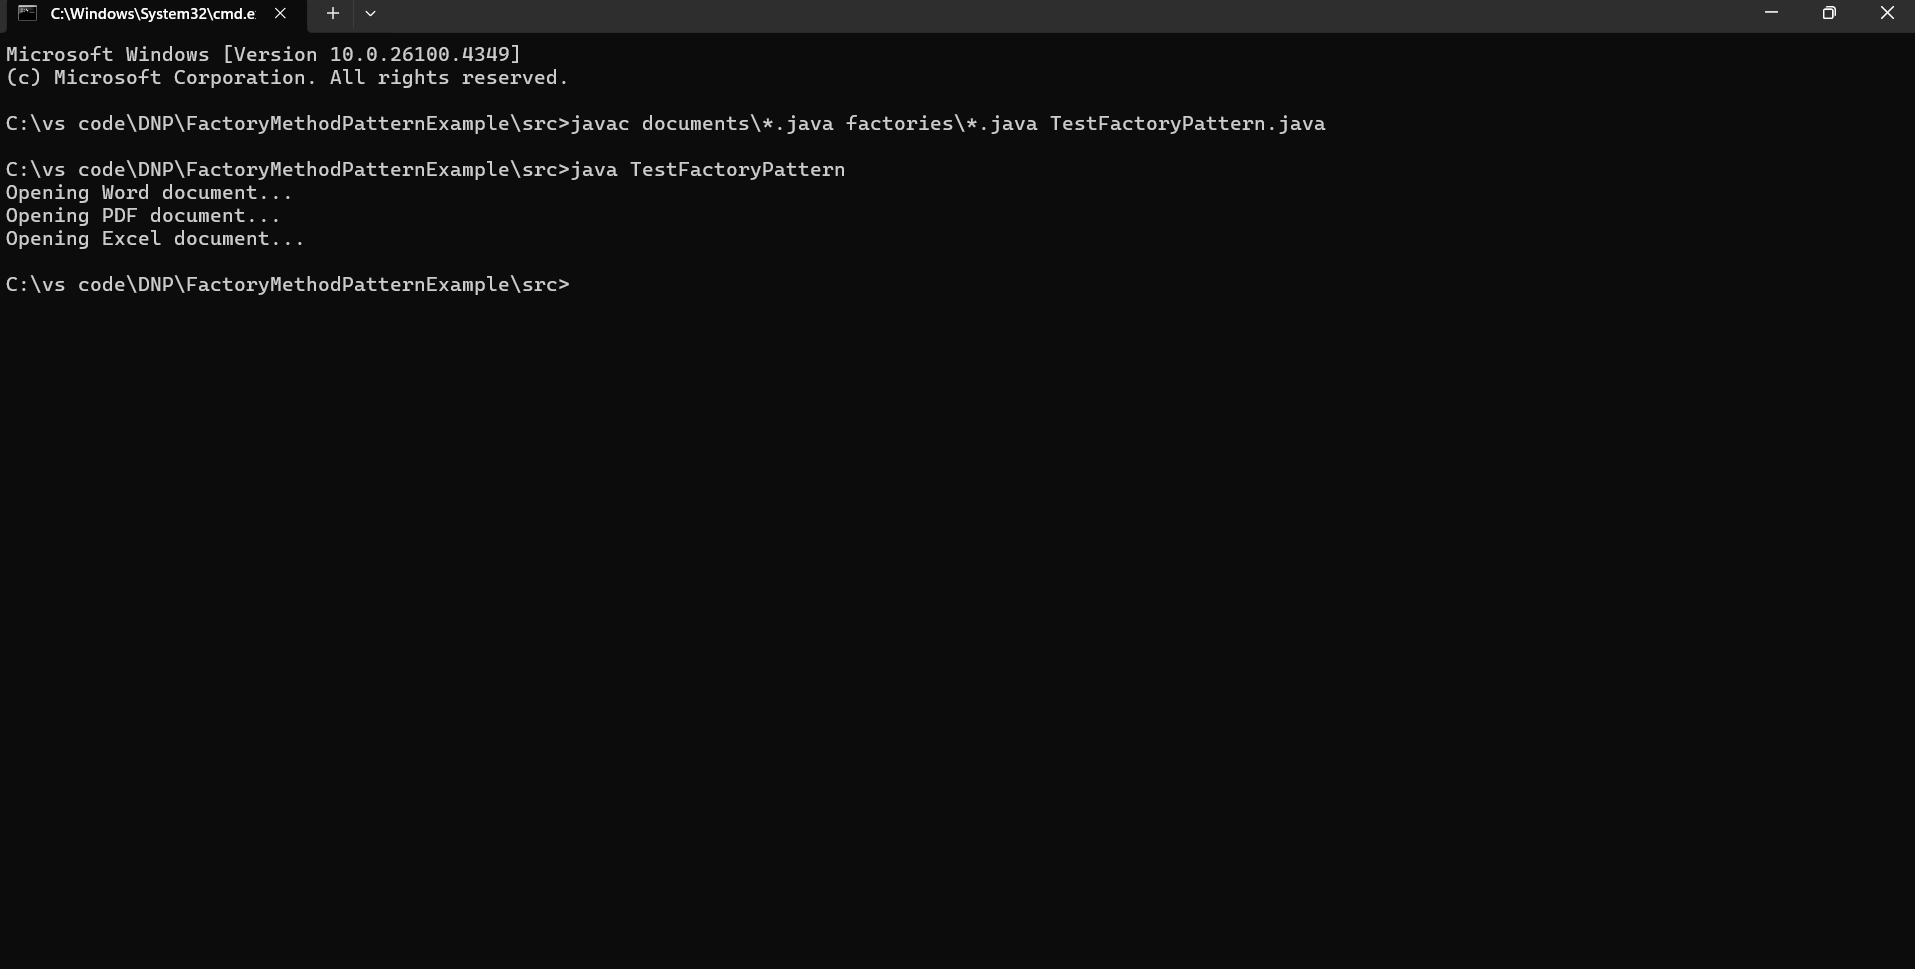 C:\Windows\System32\cmd.e
Microsoft Windows [Version 10.0.26100.4349]
(c) Microsoft Corporation. All rights reserved.
C:\vs code\DNP\FactoryMethodPatternExample\src>javac documents\*.java factories\*.java TestFactoryPattern.java
C:\vs code\DNP\FactoryMethodPatternExample\src>java TestFactoryPattern
Opening Word document...
Opening PDF document...
Opening Excel document...
C:\vs code\DNP\FactoryMethodPatternExample\src>